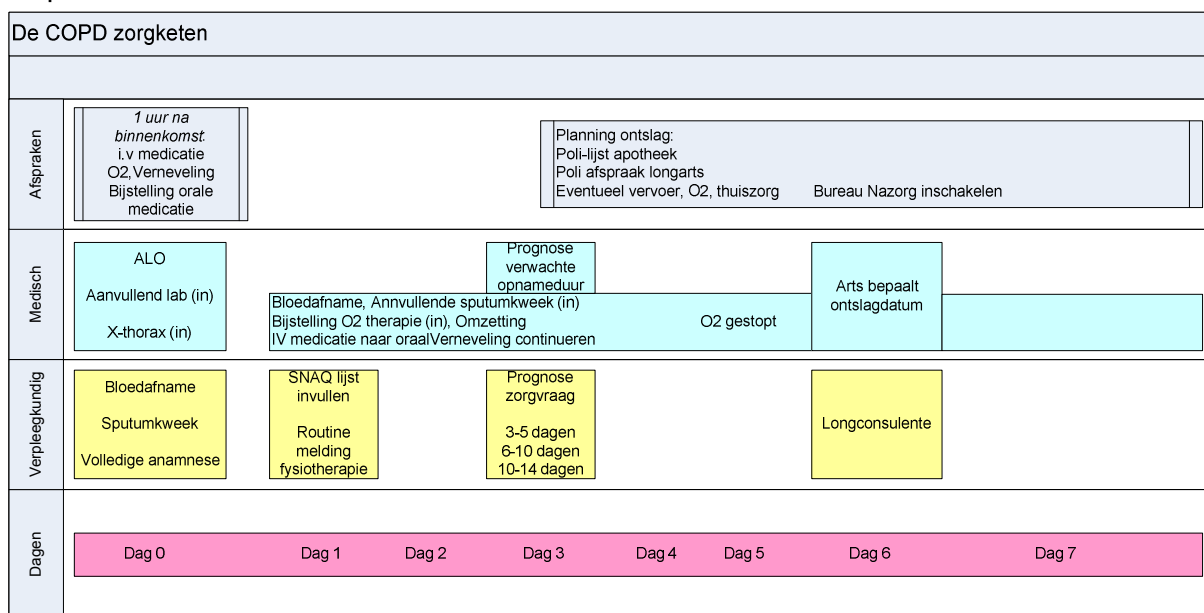 De COPD zorgketen
Afspraken
1 uur na
binnenkomst:
i.v medicatie
O2,Verneveling
Bijstelling orale
medicatie
Planning ontslag:
Poli-lijst apotheek
Poli afspraak longarts
Eventueel vervoer, O2, thuiszorg Bureau Nazorg inschakelen
Medisch
ALO
Aanvullend lab (in)
X-thorax (in)
Prognose
verwachte
opnameduur
Bloedafname, Annvullende sputumkweek (in)
Bijstelling O2 therapie (in), Omzetting O2 gestopt
IV medicatie naar oraalVerneveling continueren
Arts bepaalt
ontslagdatum
Verpleegkundig
Bloedafname
Sputumkweek
Volledige anamnese
SNAQ lijst
invullen
Routine
melding
fysiotherapie
Prognose
zorgvraag
3-5 dagen
6-10 dagen
10-14 dagen
Longconsulente
Dagen
Dag 0 Dag 1 Dag 2 Dag 3 Dag 4 Dag 5 Dag 6 Dag 7